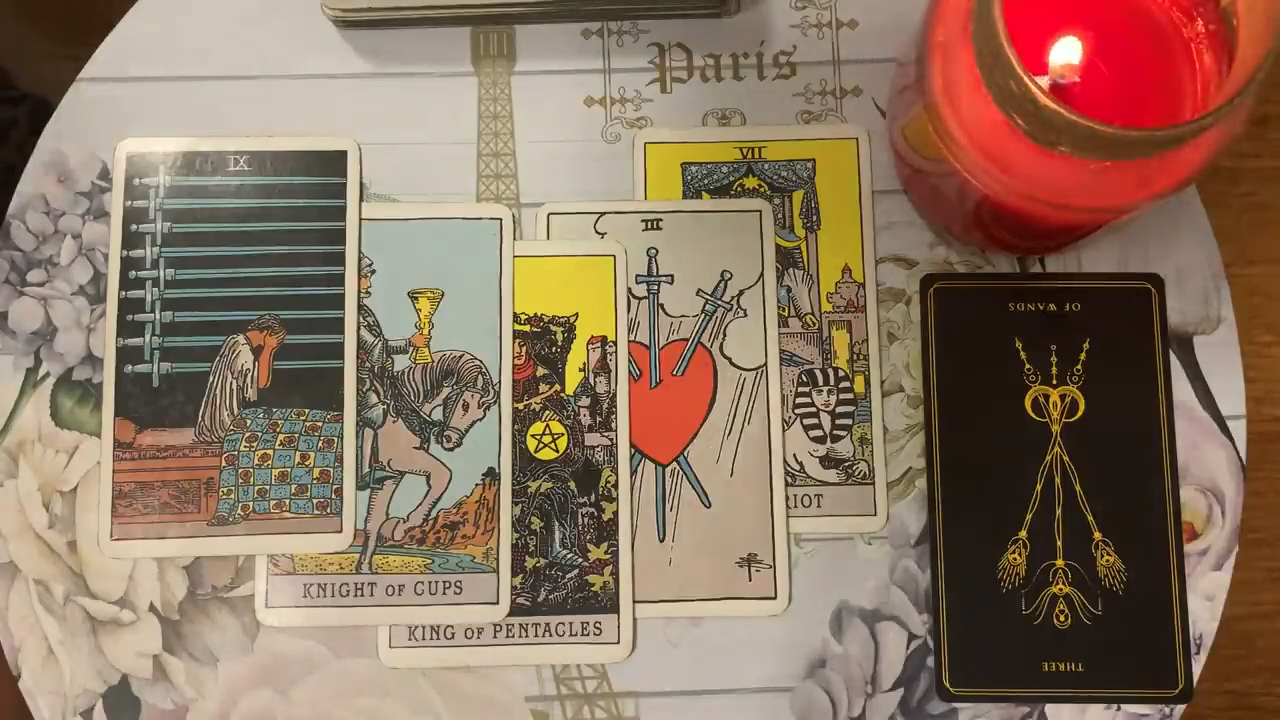 Paris
IX
VII
III
RIOT
KNIGHT OF CUPS
KING OF PENTACLES
OF WANDS
THREE